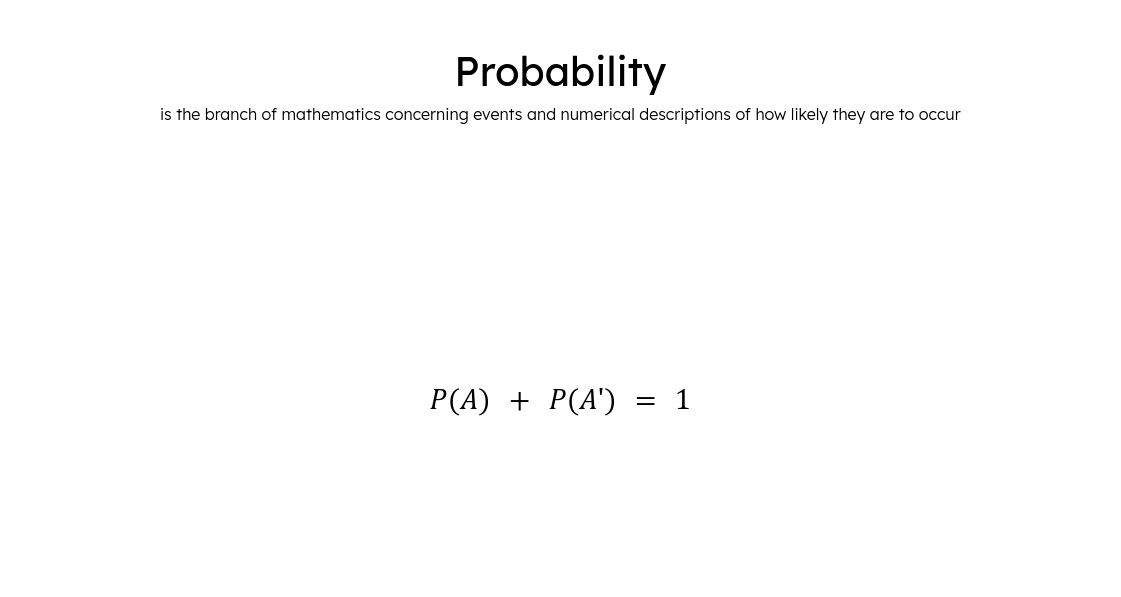 Probability
is the branch of mathematics concerning events and numerical descriptions of how likely they are to occur
P(A) + P(A') = 1